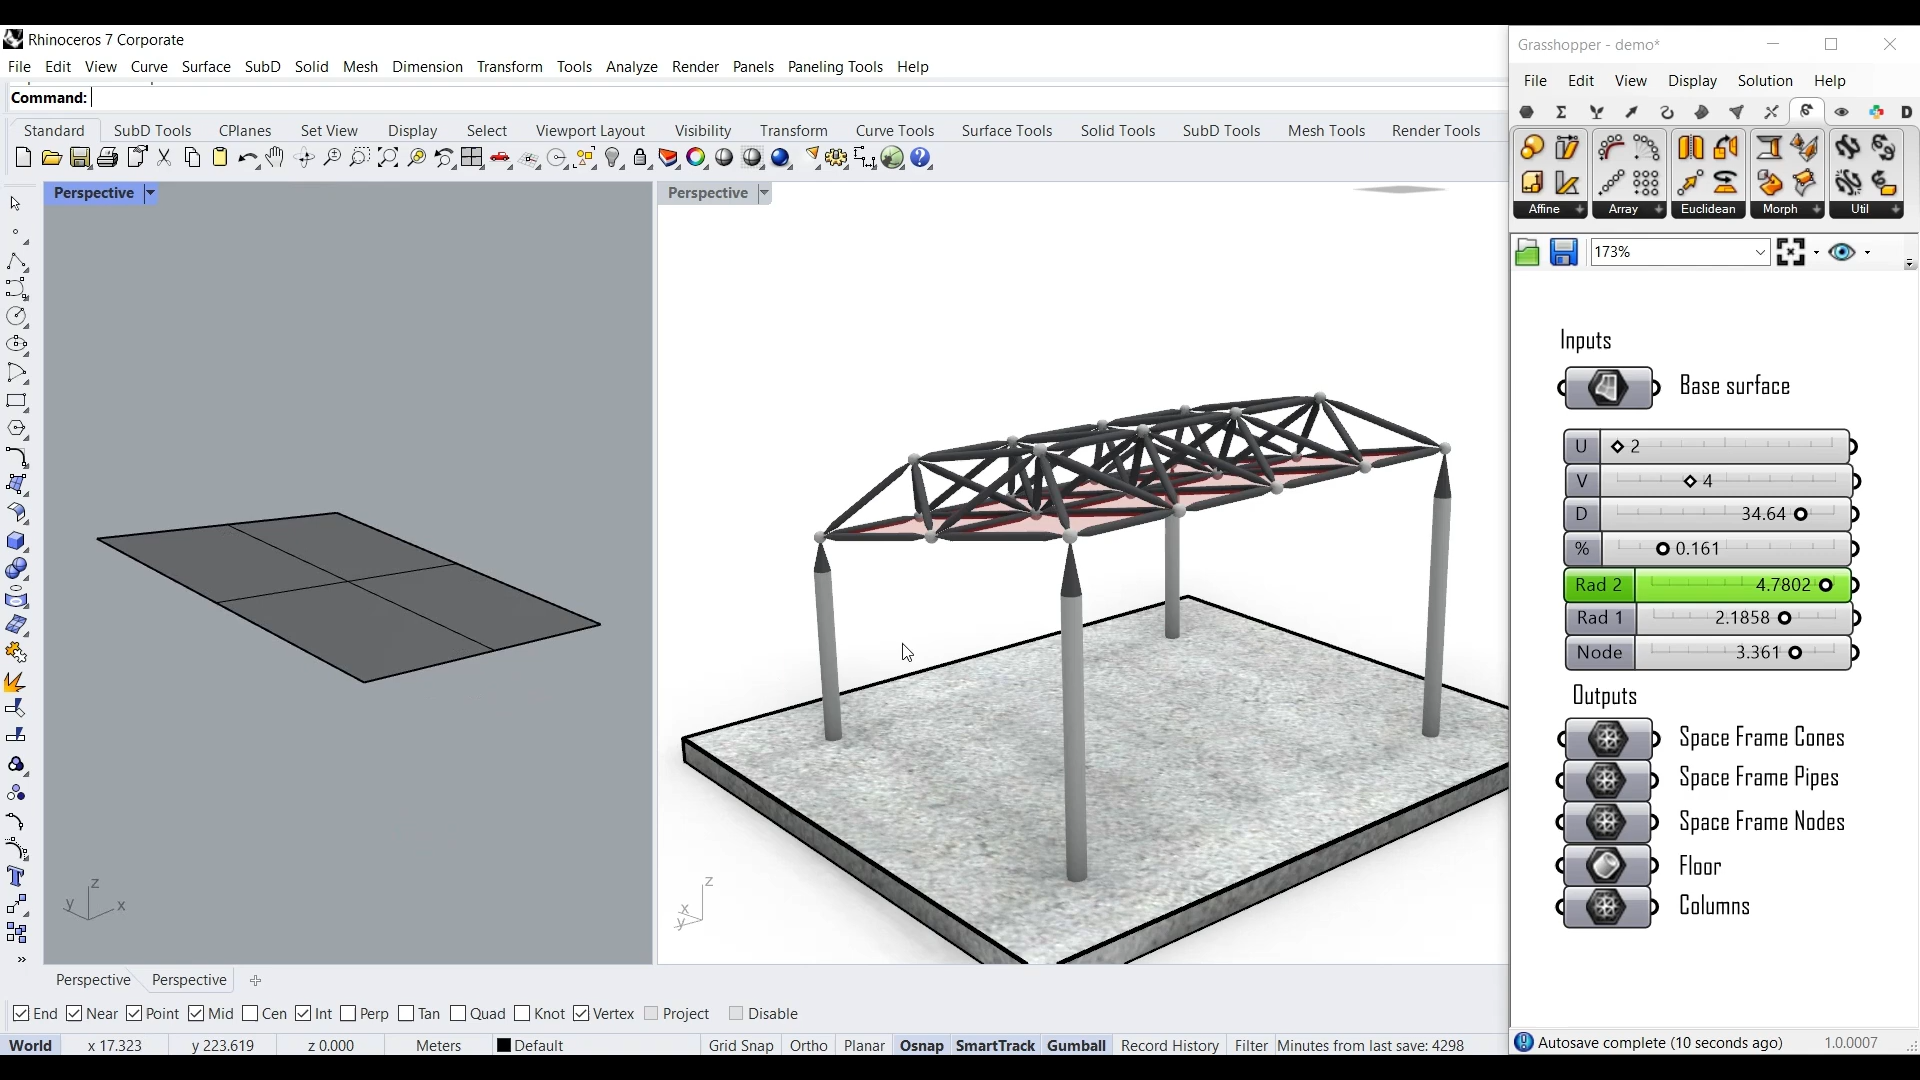 Rhinoceros 7 Corporate
File Edit View Curve Surface SubD Solid Mesh Dimension Transform Tools Analyze Render Panels Paneling Tools Help
Command:
Standard SubD Tools CPlanes Set View Display Select Viewport Layout Visibility Transform Curve Tools Surface Tools Solid Tools SubD Tools Mesh Tools Render Tools
Perspective
Perspective
z
y
x
z
x
y
Perspective Perspective
End Near Point Mid Cen Int Perp Tan Quad Knot Vertex Project Disable
World x 17.323 y 223.619 z 0.000 Meters Default Grid Snap Ortho Planar Osnap SmartTrack Gumball Record History Filter Minutes from last save: 4298
Grasshopper - demo*
File Edit View Display Solution Help
D
Affine Array Euclidean Morph Util
173%
Inputs
Base surface
U 2
V 4
D 34.64
% 0.161
Rad 2 4.7802
Rad 1 2.1858
Node 3.361
Outputs
Space Frame Cones
Space Frame Pipes
Space Frame Nodes
Floor
Columns
Autosave complete (10 seconds ago) 1.0.0007